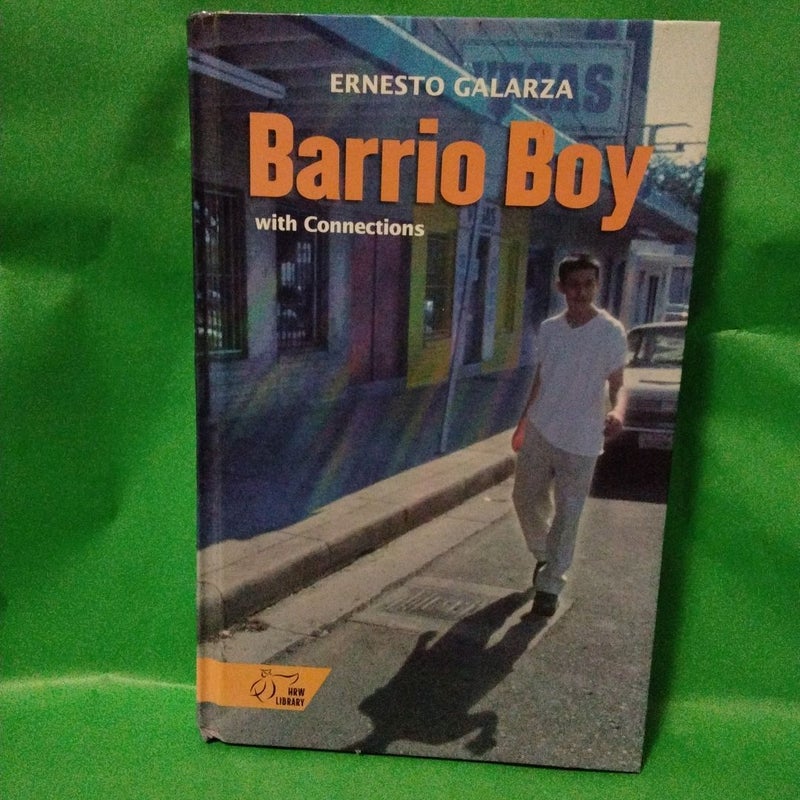 ERNESTO GALARZA
Barrio Boy
with Connections
HRW
LIBRARY